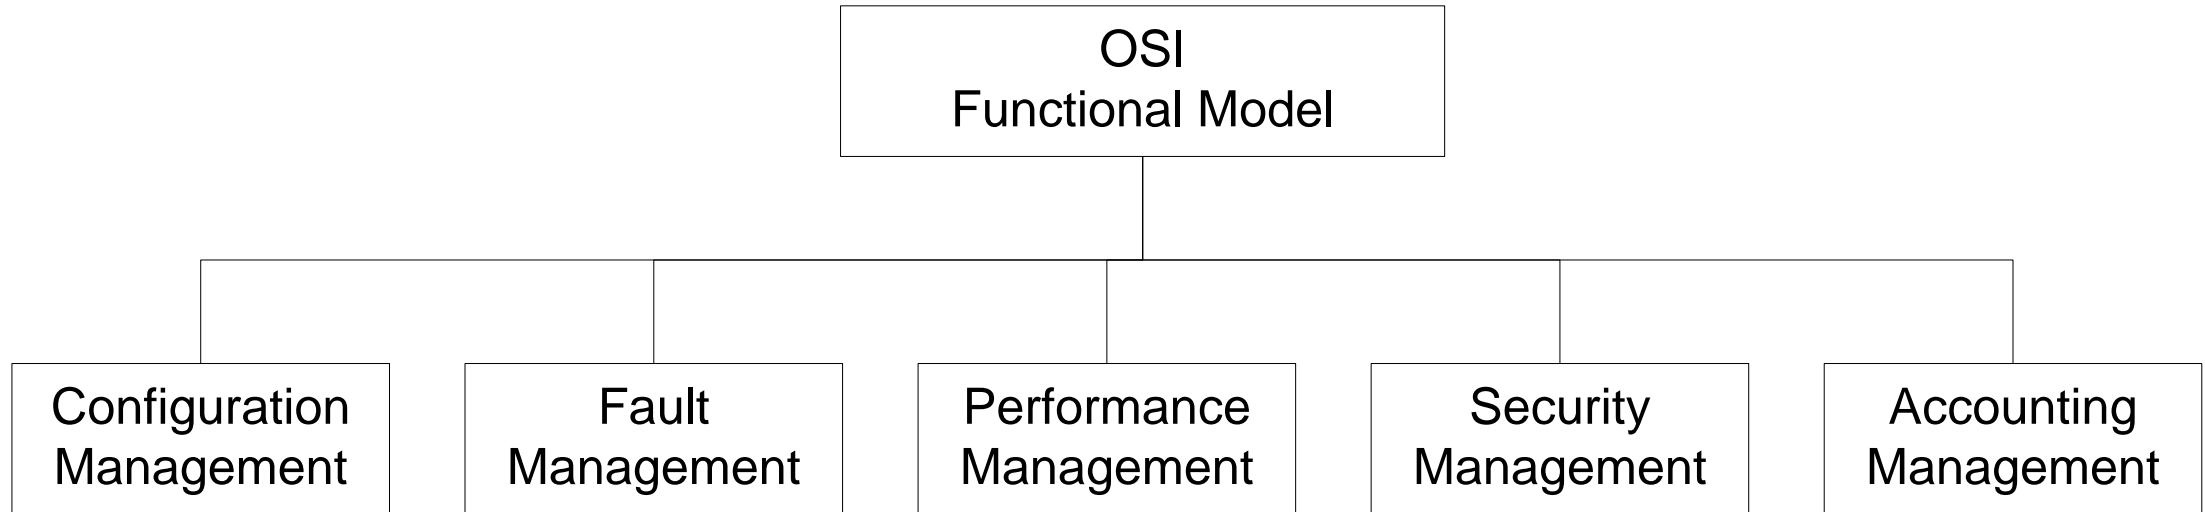 OSI
Functional Model
Configuration
Management
Fault
Management
Performance
Management
Security
Management
Accounting
Management